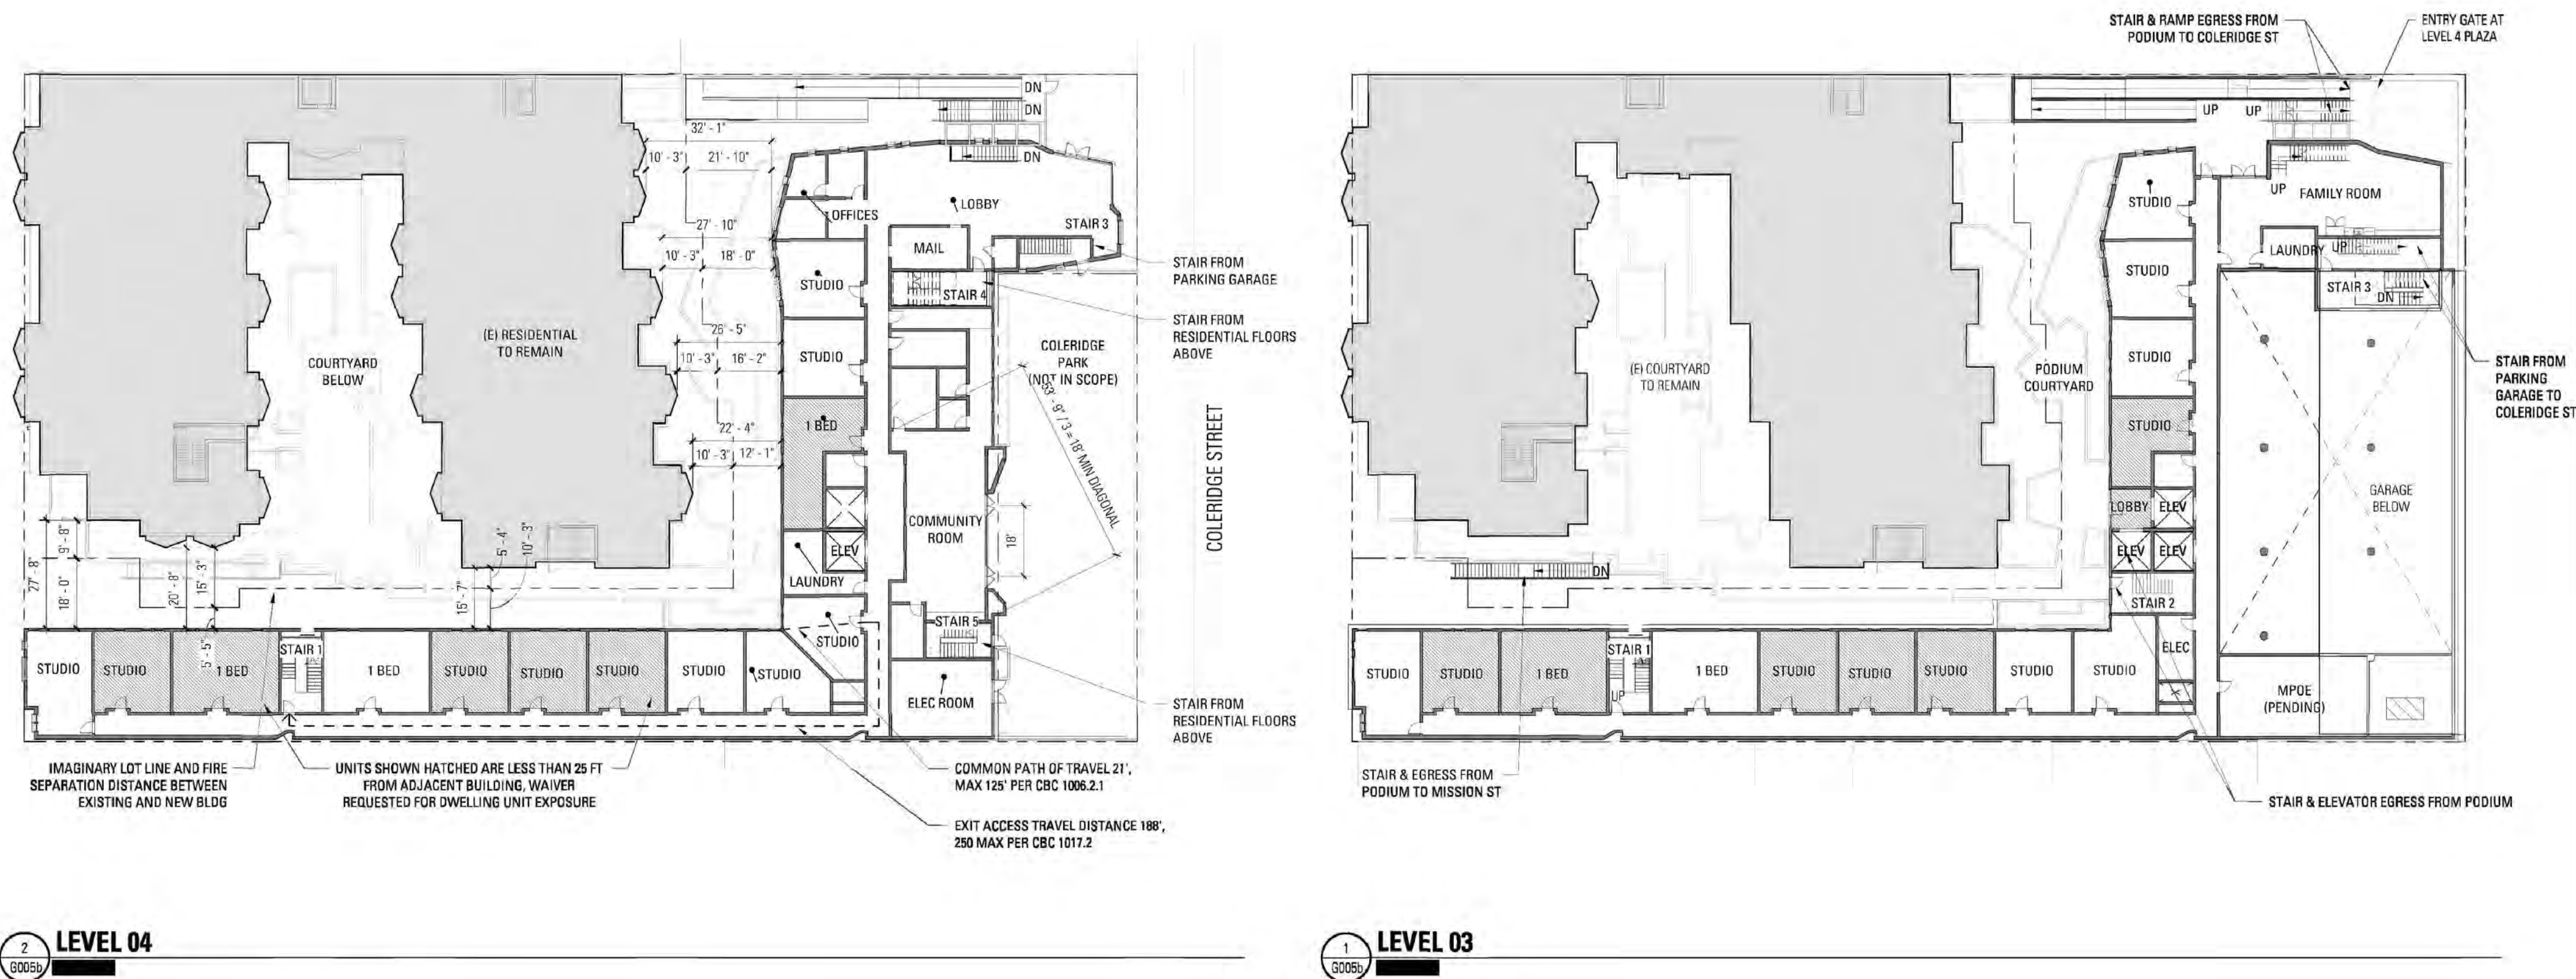 DN
DN
DN
32' - 1"
10' - 3"
21' - 10"
OFFICES
LOBBY
27' - 10"
10' - 3"
18' - 0"
MAIL
STAIR 3
STUDIO
STAIR 4
26' - 5"
10' - 3"
16' - 2"
STUDIO
(E) RESIDENTIAL
TO REMAIN
COURTYARD
BELOW
22' - 4"
10' - 3"
12' - 1"
1 BED
COLERIDGE
PARK
(NOT IN SCOPE)
53' - 9" / 3 = 18' MIN DIAGONAL
18'
COMMUNITY
ROOM
ELEV
LAUNDRY
STUDIO
STAIR 5
ELEC ROOM
COLERIDGE STREET
STAIR FROM
PARKING GARAGE
STAIR FROM
RESIDENTIAL FLOORS
ABOVE
STAIR FROM
RESIDENTIAL FLOORS
ABOVE
27' - 8"
9' - 8"
18' - 0"
20' - 8"
15' - 3"
5' - 5"
15' - 7"
5' - 4"
10' - 3"
STUDIO
STUDIO
1 BED
STAIR 1
1 BED
STUDIO
STUDIO
STUDIO
STUDIO
STUDIO
IMAGINARY LOT LINE AND FIRE
SEPARATION DISTANCE BETWEEN
EXISTING AND NEW BLDG
UNITS SHOWN HATCHED ARE LESS THAN 25 FT
FROM ADJACENT BUILDING, WAIVER
REQUESTED FOR DWELLING UNIT EXPOSURE
COMMON PATH OF TRAVEL 21',
MAX 125' PER CBC 1006.2.1
EXIT ACCESS TRAVEL DISTANCE 188',
250 MAX PER CBC 1017.2
2
G005b
LEVEL 04
STAIR & RAMP EGRESS FROM
PODIUM TO COLERIDGE ST
ENTRY GATE AT
LEVEL 4 PLAZA
UP
UP
UP
FAMILY ROOM
STUDIO
LAUNDRY
UP
STUDIO
STAIR 3
DN
STUDIO
(E) COURTYARD
TO REMAIN
PODIUM
COURTYARD
STUDIO
STAIR FROM
PARKING
GARAGE TO
COLERIDGE ST
GARAGE
BELOW
LOBBY
ELEV
ELEV
ELEV
DN
STAIR 2
ELEC
MPOE
(PENDING)
STUDIO
STUDIO
1 BED
STAIR 1
UP
1 BED
STUDIO
STUDIO
STUDIO
STUDIO
STUDIO
STAIR & EGRESS FROM
PODIUM TO MISSION ST
STAIR & ELEVATOR EGRESS FROM PODIUM
1
G005b
LEVEL 03